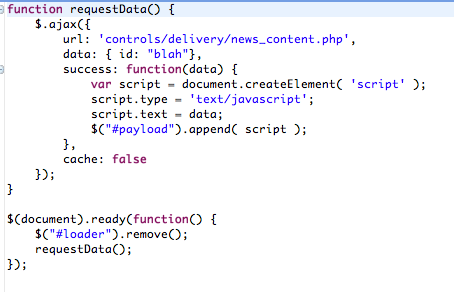 function requestData() {
    $.ajax({
        url: 'controls/delivery/news_content.php',
        data: { id: "blah"},
        success: function(data) {
            var script = document.createElement( 'script' );
            script.type = 'text/javascript';
            script.text = data;
            $("#payload").append( script );
        },
        cache: false
    });
}

$(document).ready(function() {
    $("#loader").remove();
    requestData();
});